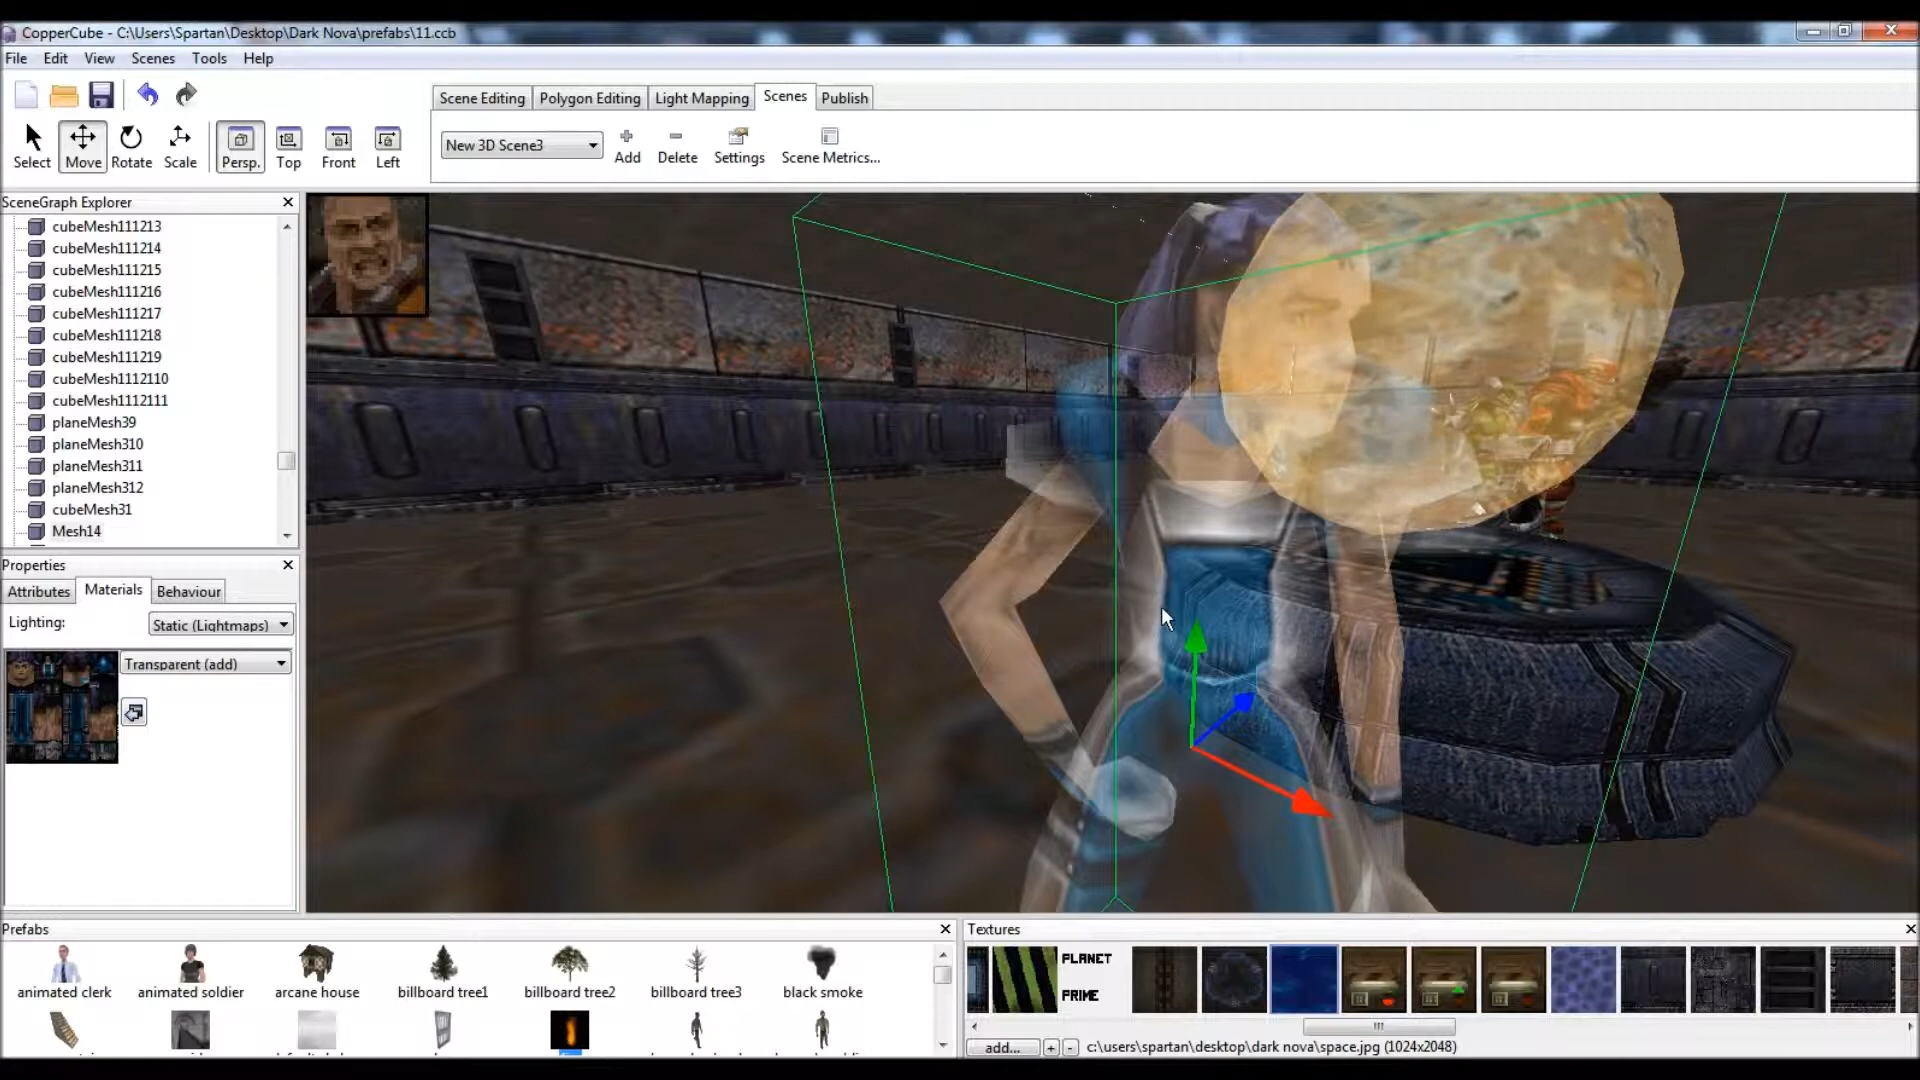 CopperCube - C:\Users\Spartan\Desktop\Dark Nova\prefabs\11.ccb
File Edit View Scenes Tools Help
Scene Editing Polygon Editing Light Mapping Scenes Publish
Select Move Rotate Scale Persp. Top Front Left
New 3D Scene3 Add Delete Settings Scene Metrics...
SceneGraph Explorer
cubeMesh111213
cubeMesh111214
cubeMesh111215
cubeMesh111216
cubeMesh111217
cubeMesh111218
cubeMesh111219
cubeMesh1112110
cubeMesh1112111
planeMesh39
planeMesh310
planeMesh311
planeMesh312
cubeMesh31
Mesh14
Properties
Attributes Materials Behaviour
Lighting: Static (Lightmaps)
Transparent (add)
Prefabs
animated clerk animated soldier arcane house billboard tree1 billboard tree2 billboard tree3 black smoke
Textures
PLANET
PRIME
add... + - c:\users\spartan\desktop\dark nova\space.jpg (1024x2048)